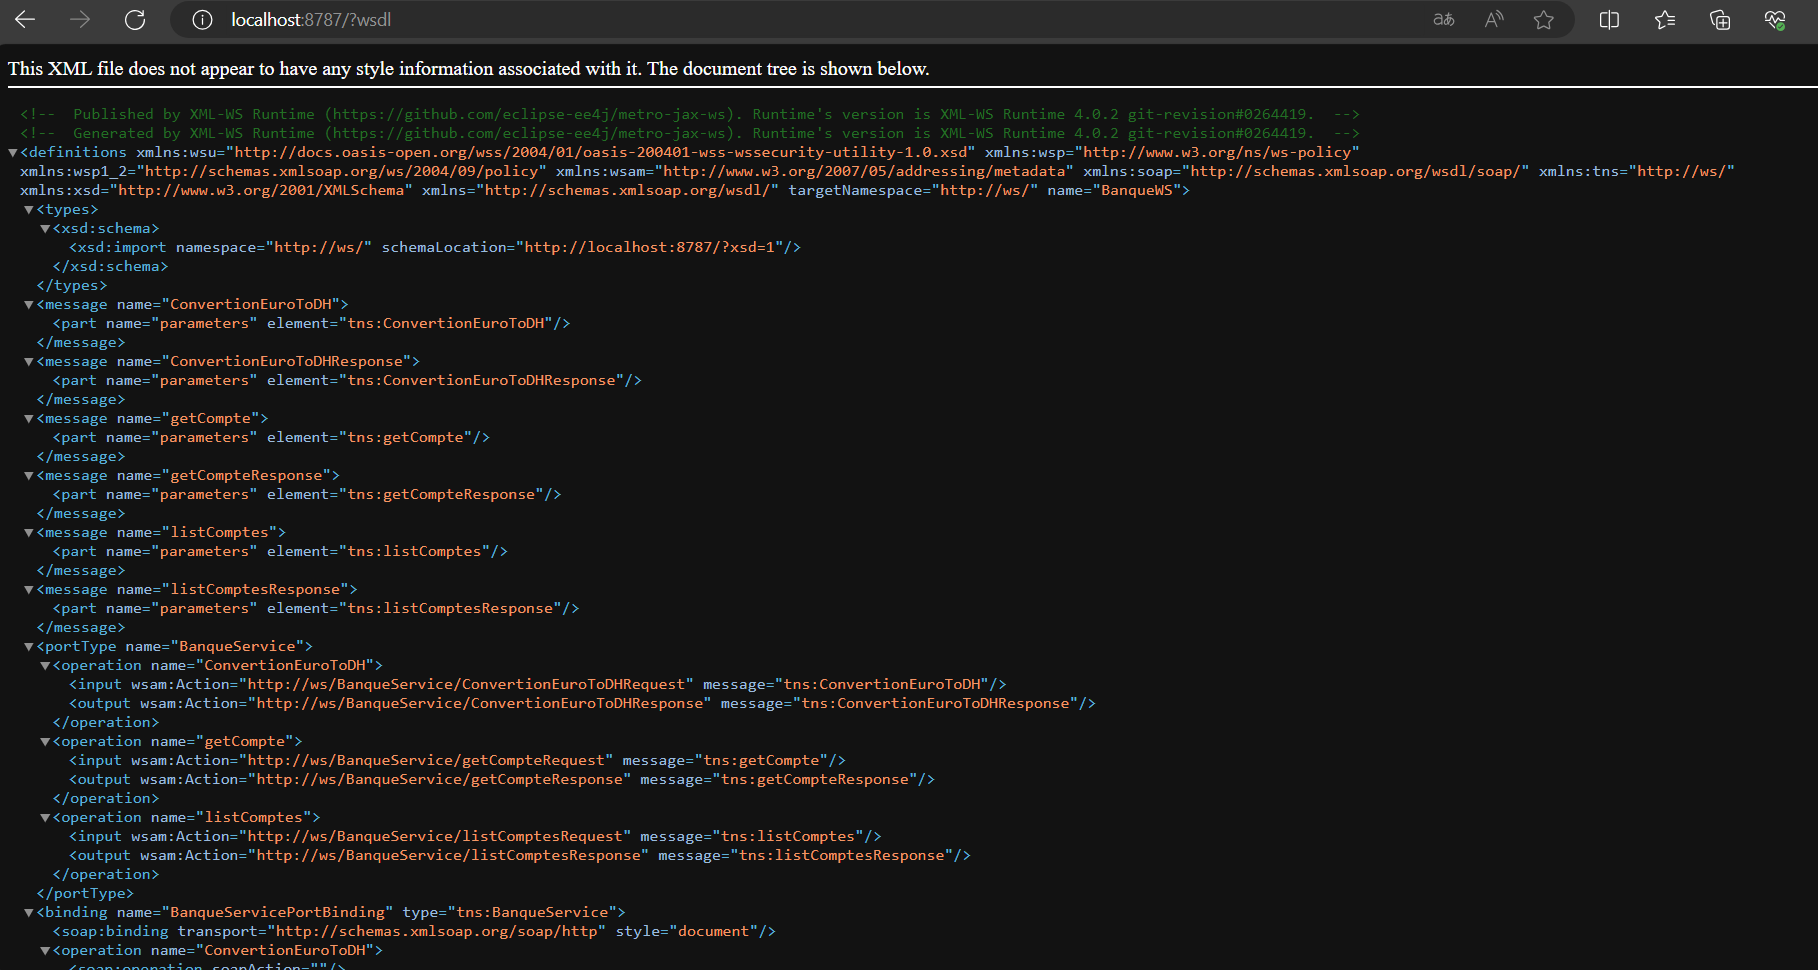 localhost:8787/?wsdl
aあ A
This XML file does not appear to have any style information associated with it. The document tree is shown below.
<!-- Published by XML-WS Runtime (https://github.com/eclipse-ee4j/metro-jax-ws). Runtime's version is XML-WS Runtime 4.0.2 git-revision#0264419. -->
<!-- Generated by XML-WS Runtime (https://github.com/eclipse-ee4j/metro-jax-ws). Runtime's version is XML-WS Runtime 4.0.2 git-revision#0264419. -->
▼<definitions xmlns:wsu="http://docs.oasis-open.org/wss/2004/01/oasis-200401-wss-wssecurity-utility-1.0.xsd" xmlns:wsp="http://www.w3.org/ns/ws-policy"
xmlns:wsp1_2="http://schemas.xmlsoap.org/ws/2004/09/policy" xmlns:wsam="http://www.w3.org/2007/05/addressing/metadata" xmlns:soap="http://schemas.xmlsoap.org/wsdl/soap/" xmlns:tns="http://ws/"
xmlns:xsd="http://www.w3.org/2001/XMLSchema" xmlns="http://schemas.xmlsoap.org/wsdl/" targetNamespace="http://ws/" name="BanqueWS">
▼<types>
▼<xsd:schema>
<xsd:import namespace="http://ws/" schemaLocation="http://localhost:8787/?xsd=1"/>
</xsd:schema>
</types>
▼<message name="ConvertionEuroToDH">
<part name="parameters" element="tns:ConvertionEuroToDH"/>
</message>
▼<message name="ConvertionEuroToDHResponse">
<part name="parameters" element="tns:ConvertionEuroToDHResponse"/>
</message>
▼<message name="getCompte">
<part name="parameters" element="tns:getCompte"/>
</message>
▼<message name="getCompteResponse">
<part name="parameters" element="tns:getCompteResponse"/>
</message>
▼<message name="listComptes">
<part name="parameters" element="tns:listComptes"/>
</message>
▼<message name="listComptesResponse">
<part name="parameters" element="tns:listComptesResponse"/>
</message>
▼<portType name="BanqueService">
▼<operation name="ConvertionEuroToDH">
<input wsam:Action="http://ws/BanqueService/ConvertionEuroToDHRequest" message="tns:ConvertionEuroToDH"/>
<output wsam:Action="http://ws/BanqueService/ConvertionEuroToDHResponse" message="tns:ConvertionEuroToDHResponse"/>
</operation>
▼<operation name="getCompte">
<input wsam:Action="http://ws/BanqueService/getCompteRequest" message="tns:getCompte"/>
<output wsam:Action="http://ws/BanqueService/getCompteResponse" message="tns:getCompteResponse"/>
</operation>
▼<operation name="listComptes">
<input wsam:Action="http://ws/BanqueService/listComptesRequest" message="tns:listComptes"/>
<output wsam:Action="http://ws/BanqueService/listComptesResponse" message="tns:listComptesResponse"/>
</operation>
</portType>
▼<binding name="BanqueServicePortBinding" type="tns:BanqueService">
<soap:binding transport="http://schemas.xmlsoap.org/soap/http" style="document"/>
▼<operation name="ConvertionEuroToDH">
<soap:operation soapAction=""/>